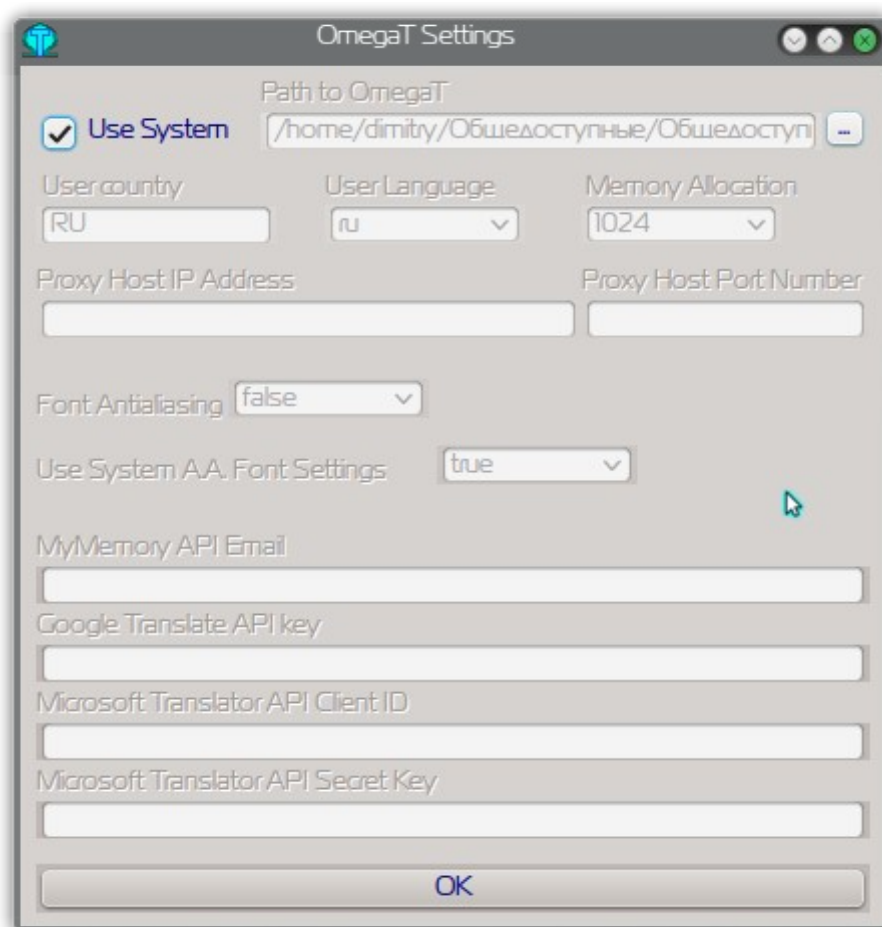 OmegaT Settings
Path to OmegaT
Use System
/home/dimitry/Общедоступные/Общедоступ
...
User country
User Language
Memory Allocation
RU
ru
1024
Proxy Host IP Address
Proxy Host Port Number
Font Antialiasing
false
Use System A.A. Font Settings
true
MyMemory API Email
Google Translate API key
Microsoft Translator API Client ID
Microsoft Translator API Secret Key
OK